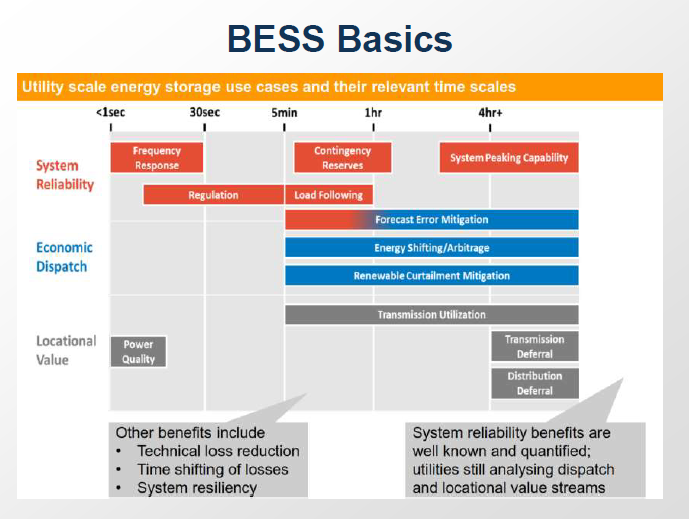 BESS Basics
Utility scale energy storage use cases and their relevant time scales
<1sec 30sec 5min 1hr 4hr+
System
Reliability
Frequency
Response
Contingency
Reserves
System Peaking Capability
Regulation
Load Following
Forecast Error Mitigation
Economic
Dispatch
Energy Shifting/Arbitrage
Renewable Curtailment Mitigation
Transmission Utilization
Locational
Value
Power
Quality
Transmission
Deferral
Distribution
Deferral
Other benefits include
• Technical loss reduction
• Time shifting of losses
• System resiliency
System reliability benefits are
well known and quantified;
utilities still analysing dispatch
and locational value streams